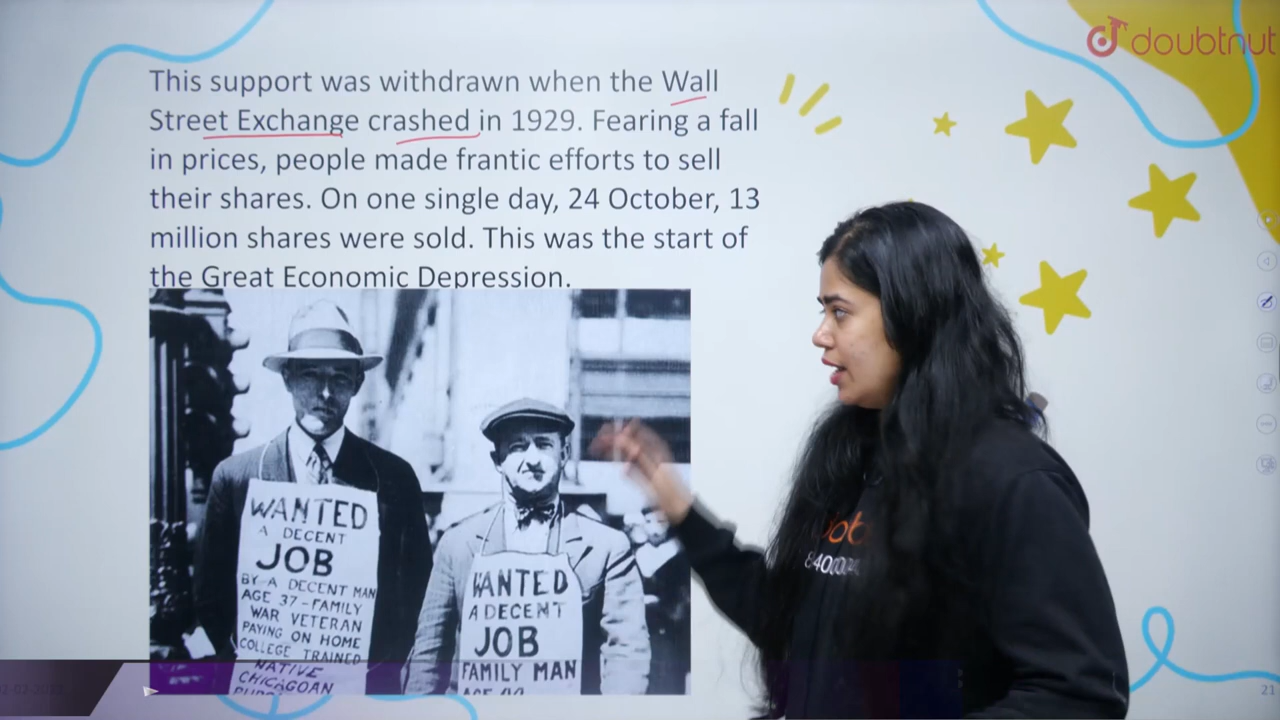 doubtnut
This support was withdrawn when the Wall
Street Exchange crashed in 1929. Fearing a fall
in prices, people made frantic efforts to sell
their shares. On one single day, 24 October, 13
million shares were sold. This was the start of
the Great Economic Depression.
WANTED
A DECENT
JOB
BY A DECENT MAN
AGE 37-FAMILY
WAR VETERAN
PAYING ON HOME
COLLEGE TRAINED
NATIVE
CHICAGOAN
WANTED
A DECENT
JOB
FAMILY MAN
21